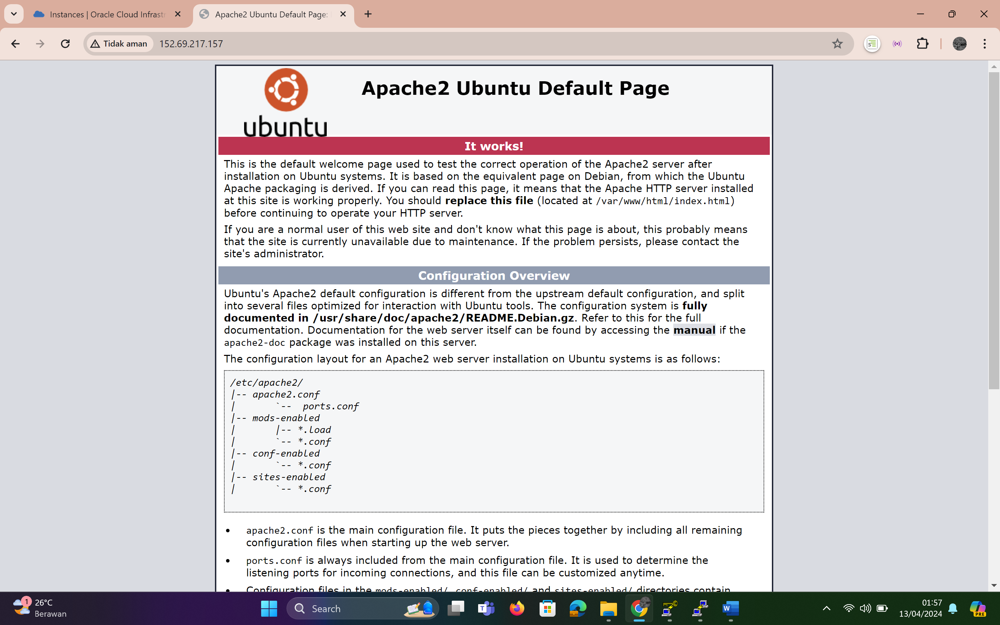 Instances | Oracle Cloud Infrastr
Apache2 Ubuntu Default Page:
Tidak aman
152.69.217.157
ubuntu
Apache2 Ubuntu Default Page
It works!
This is the default welcome page used to test the correct operation of the Apache2 server after
installation on Ubuntu systems. It is based on the equivalent page on Debian, from which the Ubuntu
Apache packaging is derived. If you can read this page, it means that the Apache HTTP server installed
at this site is working properly. You should replace this file (located at /var/www/html/index.html)
before continuing to operate your HTTP server.
If you are a normal user of this web site and don't know what this page is about, this probably means
that the site is currently unavailable due to maintenance. If the problem persists, please contact the
site's administrator.
Configuration Overview
Ubuntu's Apache2 default configuration is different from the upstream default configuration, and split
into several files optimized for interaction with Ubuntu tools. The configuration system is fully
documented in /usr/share/doc/apache2/README.Debian.gz. Refer to this for the full
documentation. Documentation for the web server itself can be found by accessing the manual if the
apache2-doc package was installed on this server.
The configuration layout for an Apache2 web server installation on Ubuntu systems is as follows:
/etc/apache2/
|-- apache2.conf
|       `--  ports.conf
|-- mods-enabled
|       |-- *.load
|       `-- *.conf
|-- conf-enabled
|       `-- *.conf
|-- sites-enabled
|       `-- *.conf
• apache2.conf is the main configuration file. It puts the pieces together by including all remaining
configuration files when starting up the web server.
• ports.conf is always included from the main configuration file. It is used to determine the
listening ports for incoming connections, and this file can be customized anytime.
• Configuration files in the mods-enabled/, conf-enabled/ and sites-enabled/ directories contain
1
26°C
Berawan
Search
01:57
13/04/2024
PRE